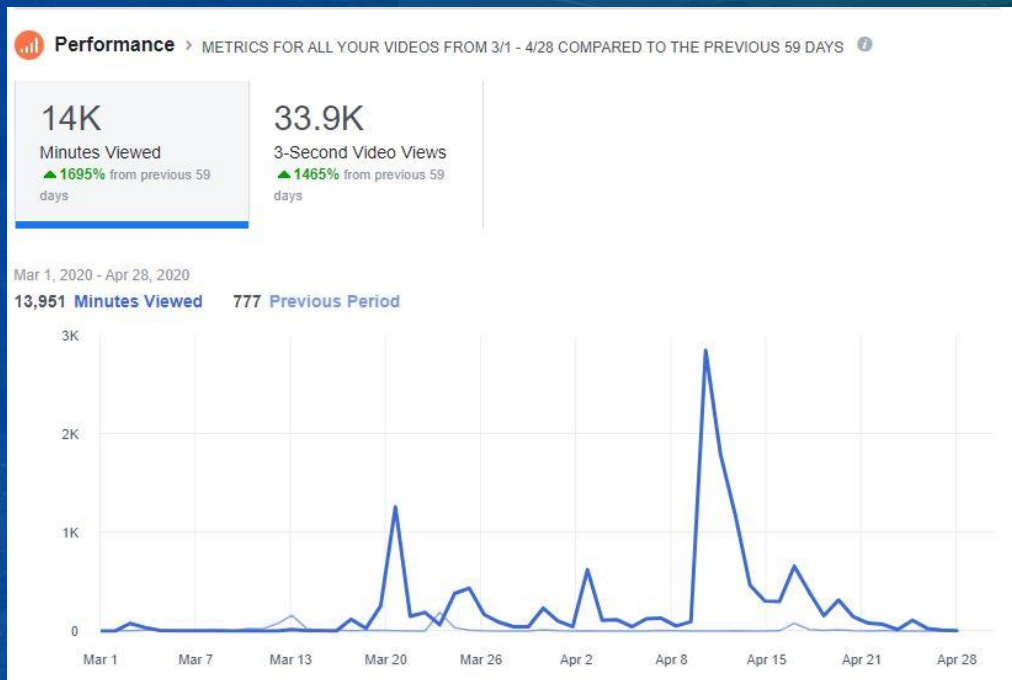 Performance > METRICS FOR ALL YOUR VIDEOS FROM 3/1 - 4/28 COMPARED TO THE PREVIOUS 59 DAYS i
14K
Minutes Viewed
1695% from previous 59
days
33.9K
3-Second Video Views
1465% from previous 59
days
Mar 1, 2020 - Apr 28, 2020
13,951 Minutes Viewed 777 Previous Period
3K
2K
1K
0
Mar 1 Mar 7 Mar 13 Mar 20 Mar 26 Apr 2 Apr 8 Apr 15 Apr 21 Apr 28